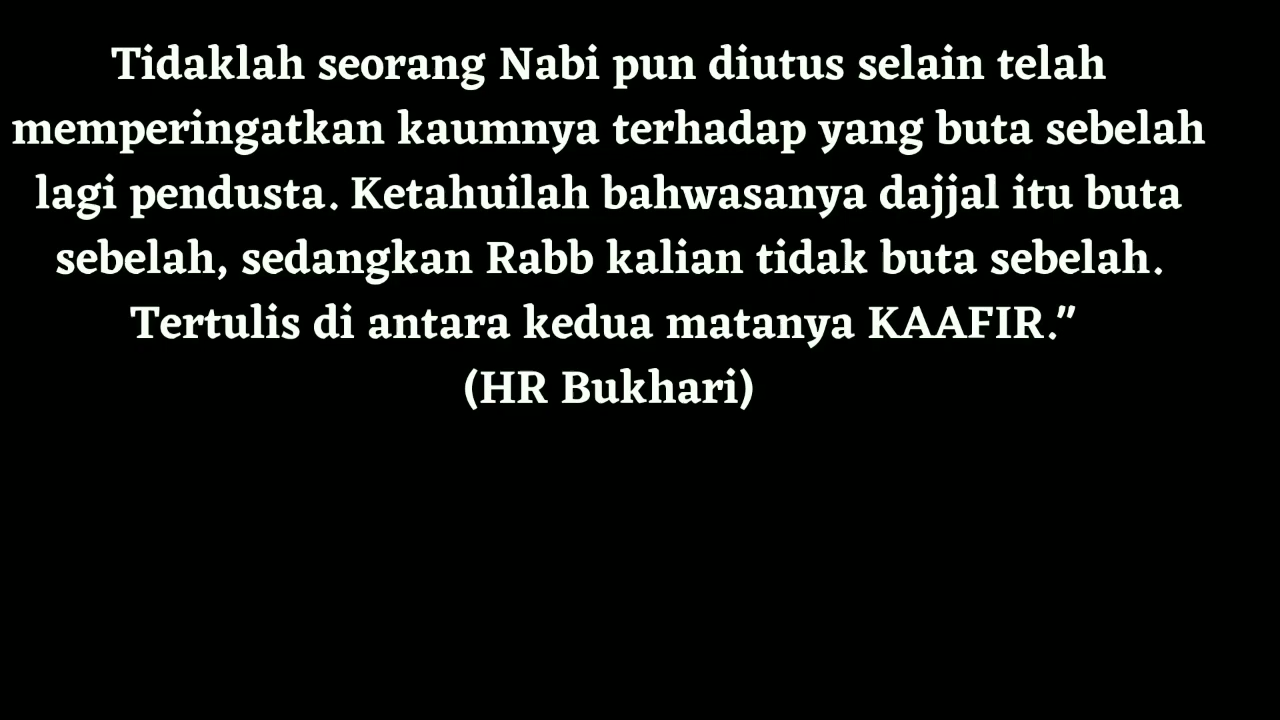 Tidaklah seorang Nabi pun diutus selain telah
memperingatkan kaumnya terhadap yang buta sebelah
lagi pendusta. Ketahuilah bahwasanya dajjal itu buta
sebelah, sedangkan Rabb kalian tidak buta sebelah.
Tertulis di antara kedua matanya KAAFIR."
(HR Bukhari)